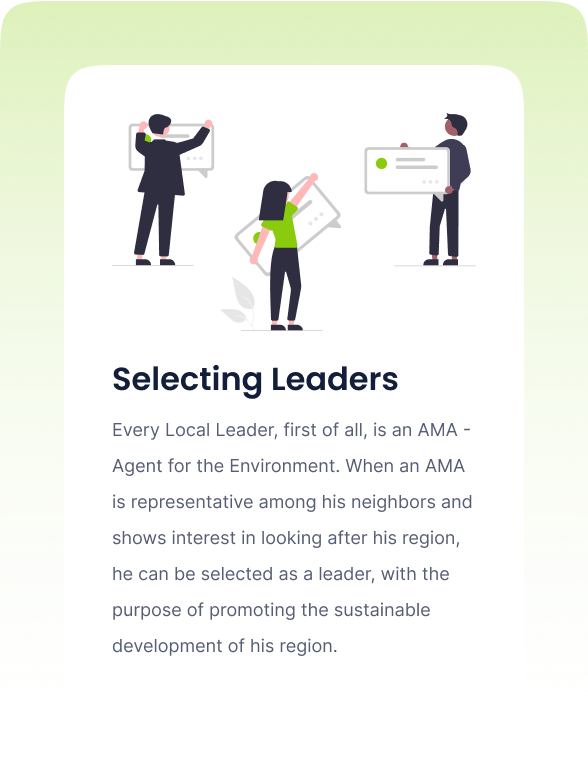 Selecting Leaders
Every Local Leader, first of all, is an AMA -
Agent for the Environment. When an AMA
is representative among his neighbors and
shows interest in looking after his region,
he can be selected as a leader, with the
purpose of promoting the sustainable
development of his region.